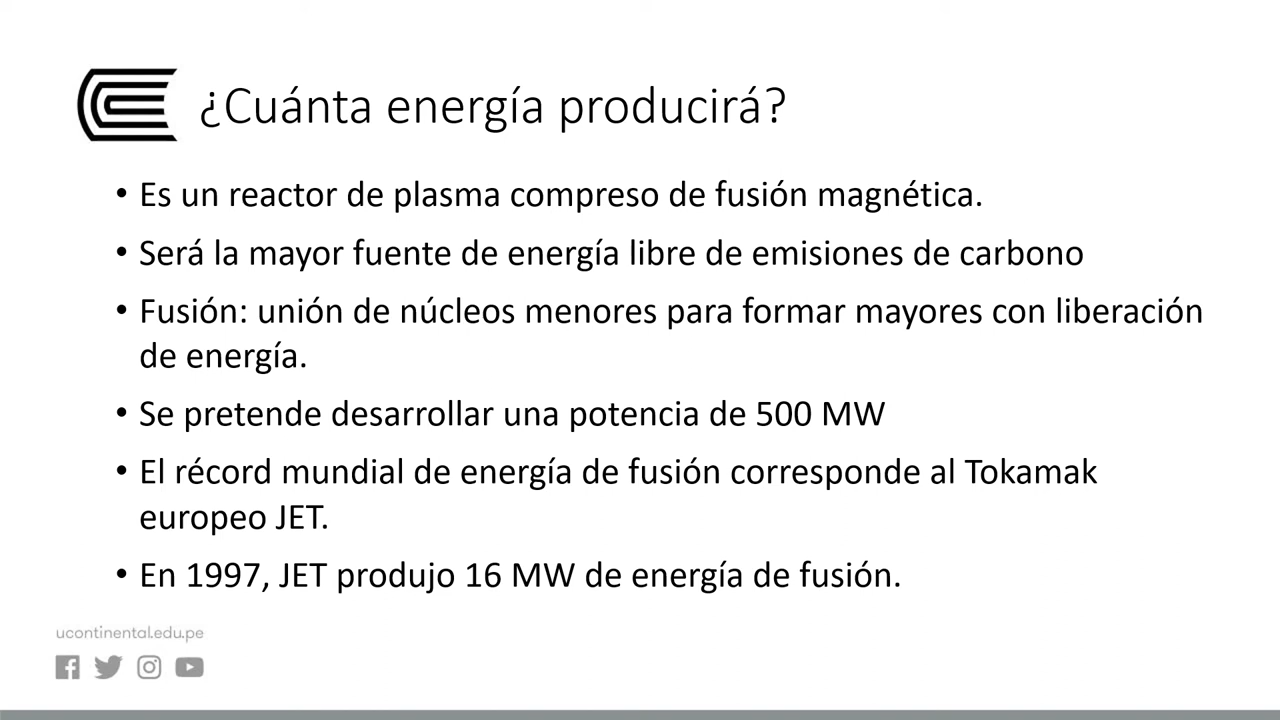 ¿Cuánta energía producirá?
• Es un reactor de plasma compreso de fusión magnética.
• Será la mayor fuente de energía libre de emisiones de carbono
• Fusión: unión de núcleos menores para formar mayores con liberación
de energía.
• Se pretende desarrollar una potencia de 500 MW
• El récord mundial de energía de fusión corresponde al Tokamak
europeo JET.
• En 1997, JET produjo 16 MW de energía de fusión.
ucontinental.edu.pe